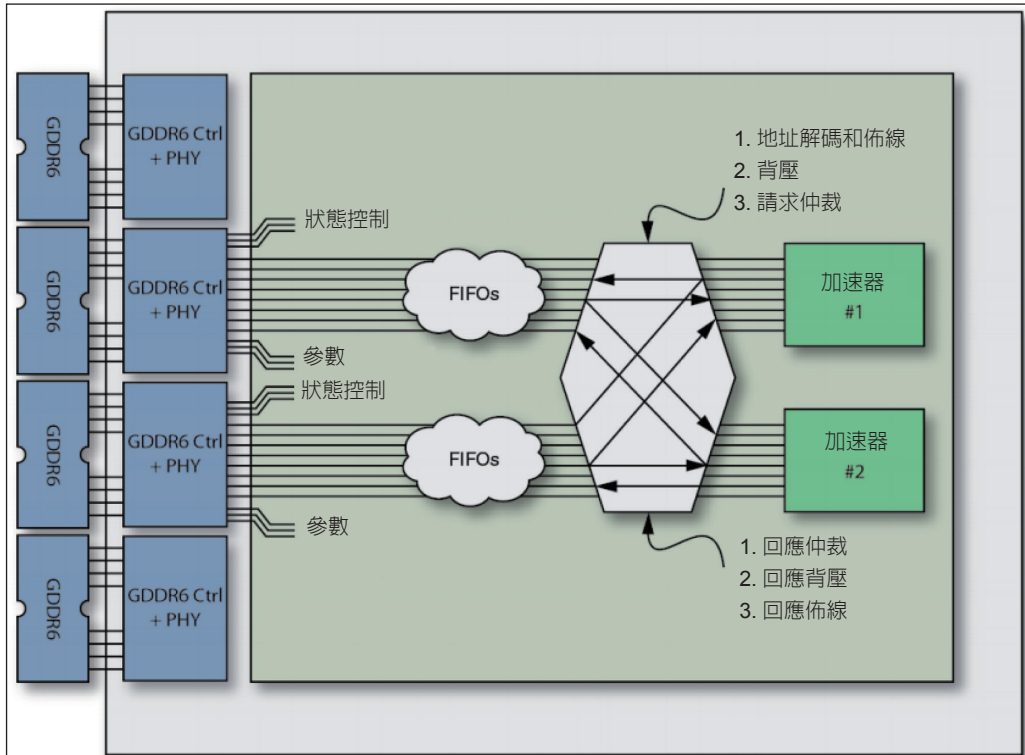 GDDR6
GDDR6 Ctrl
+ PHY
1. 地址解碼和佈線
2. 背壓
3. 請求仲裁
狀態控制
GDDR6
GDDR6 Ctrl
+ PHY
FIFOs
加速器
#1
參數
狀態控制
GDDR6
GDDR6 Ctrl
+ PHY
FIFOs
加速器
#2
參數
1. 回應仲裁
2. 回應背壓
3. 回應佈線
GDDR6
GDDR6 Ctrl
+ PHY